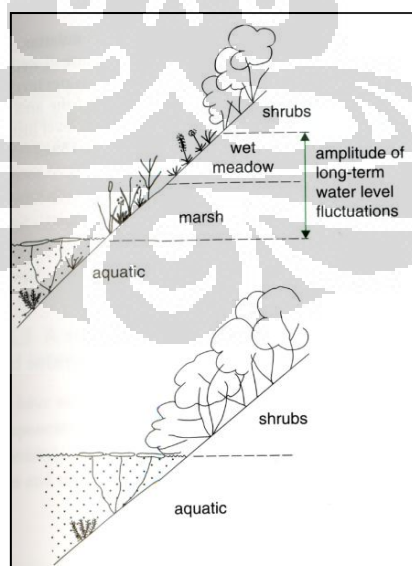 shrubs
wet
meadow
amplitude of
long-term
water level
fluctuations
marsh
aquatic
shrubs
aquatic